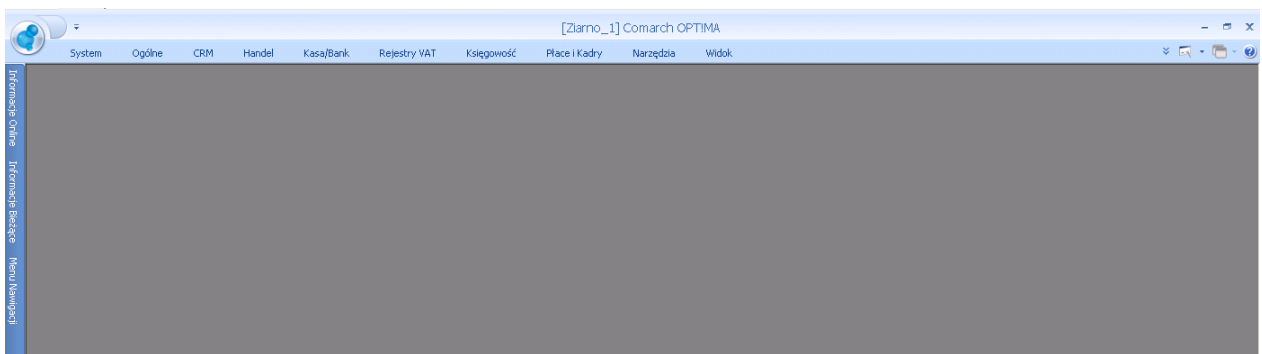 [Ziarno_1] Comarch OPTIMA
System Ogólne CRM Handel Kasa/Bank Rejestry VAT Księgowość Płace i Kadry Narzędzia Widok
Informacje Online
Informacje Bieżące
Menu Nawigacji